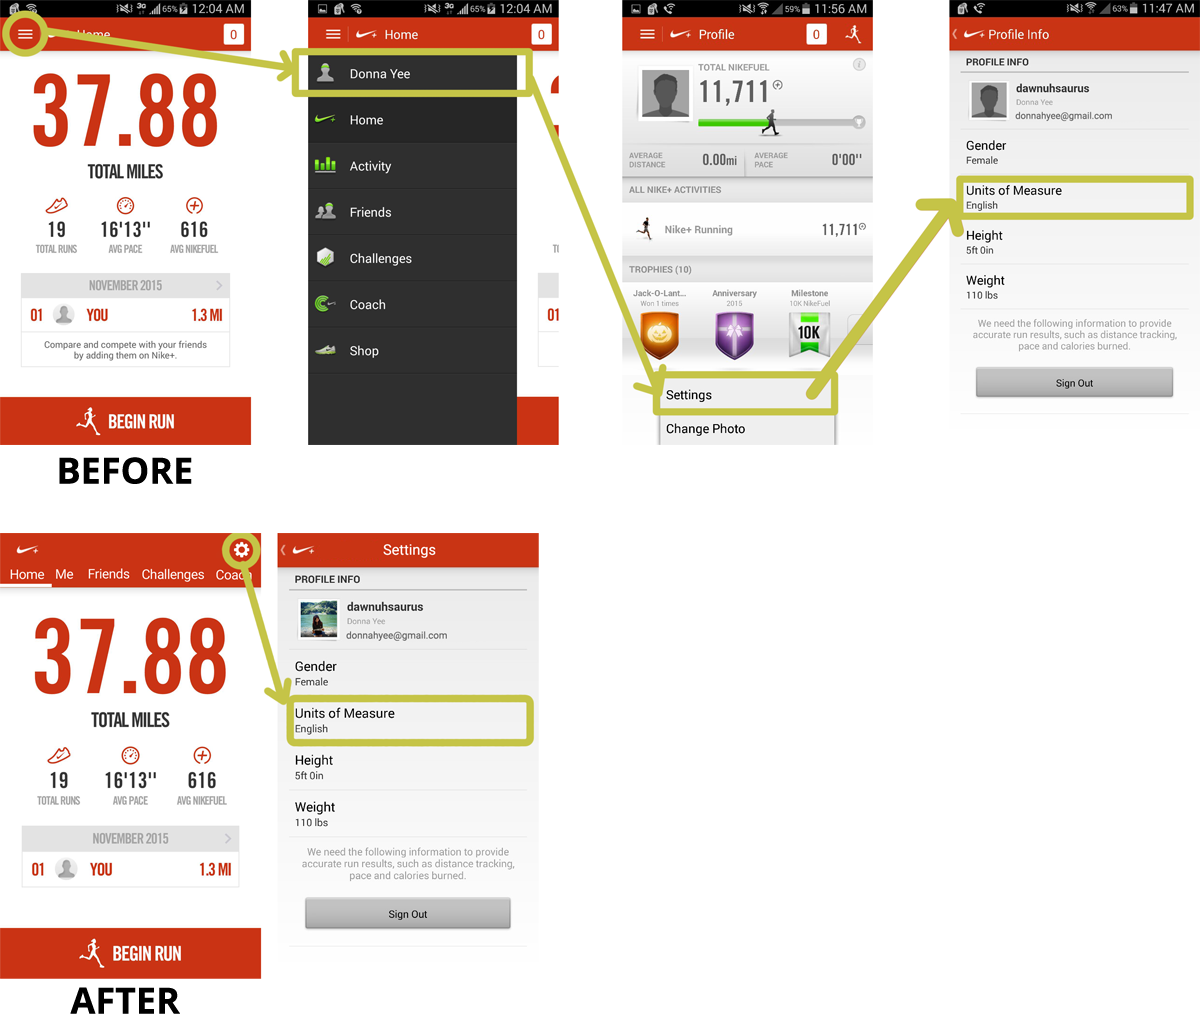 65% 12:04 AM
Home 0
37.88
TOTAL MILES
19 16'13" 616
TOTAL RUNS AVG PACE AVG NIKEFUEL
NOVEMBER 2015
01 YOU 1.3 MI
Compare and compete with your friends
by adding them on Nike+.
BEGIN RUN
BEFORE
3G 65% 12:04 AM
Home 0
Donna Yee
Home
Activity
Friends
Challenges
Coach
Shop
01
59% 11:56 AM
Profile 0
TOTAL NIKEFUEL
11,711
AVERAGE
DISTANCE 0.00mi
AVERAGE
PACE 0'00"
ALL NIKE+ ACTIVITIES
Nike+ Running 11,711
TROPHIES (10)
Jack-O-Lant... Anniversary Milestone
Won 1 times 2015 10K NikeFuel
10K
Settings
Change Photo
63% 11:47 AM
Profile Info
PROFILE INFO
dawnuhsaurus
Donna Yee
donnahyee@gmail.com
Gender
Female
Units of Measure
English
Height
5ft 0in
Weight
110 lbs
We need the following information to provide
accurate run results, such as distance tracking,
pace and calories burned.
Sign Out
Home Me Friends Challenges Coach
37.88
TOTAL MILES
19 16'13" 616
TOTAL RUNS AVG PACE AVG NIKEFUEL
NOVEMBER 2015
01 YOU 1.3 MI
BEGIN RUN
AFTER
Settings
PROFILE INFO
dawnuhsaurus
Donna Yee
donnahyee@gmail.com
Gender
Female
Units of Measure
English
Height
5ft 0in
Weight
110 lbs
We need the following information to provide
accurate run results, such as distance tracking,
pace and calories burned.
Sign Out